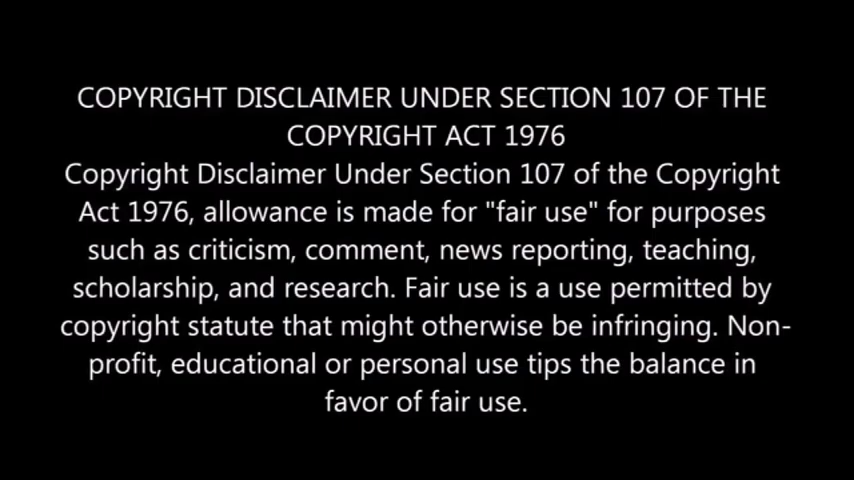 COPYRIGHT DISCLAIMER UNDER SECTION 107 OF THE
COPYRIGHT ACT 1976
Copyright Disclaimer Under Section 107 of the Copyright
Act 1976, allowance is made for "fair use" for purposes
such as criticism, comment, news reporting, teaching,
scholarship, and research. Fair use is a use permitted by
copyright statute that might otherwise be infringing. Non-
profit, educational or personal use tips the balance in
favor of fair use.